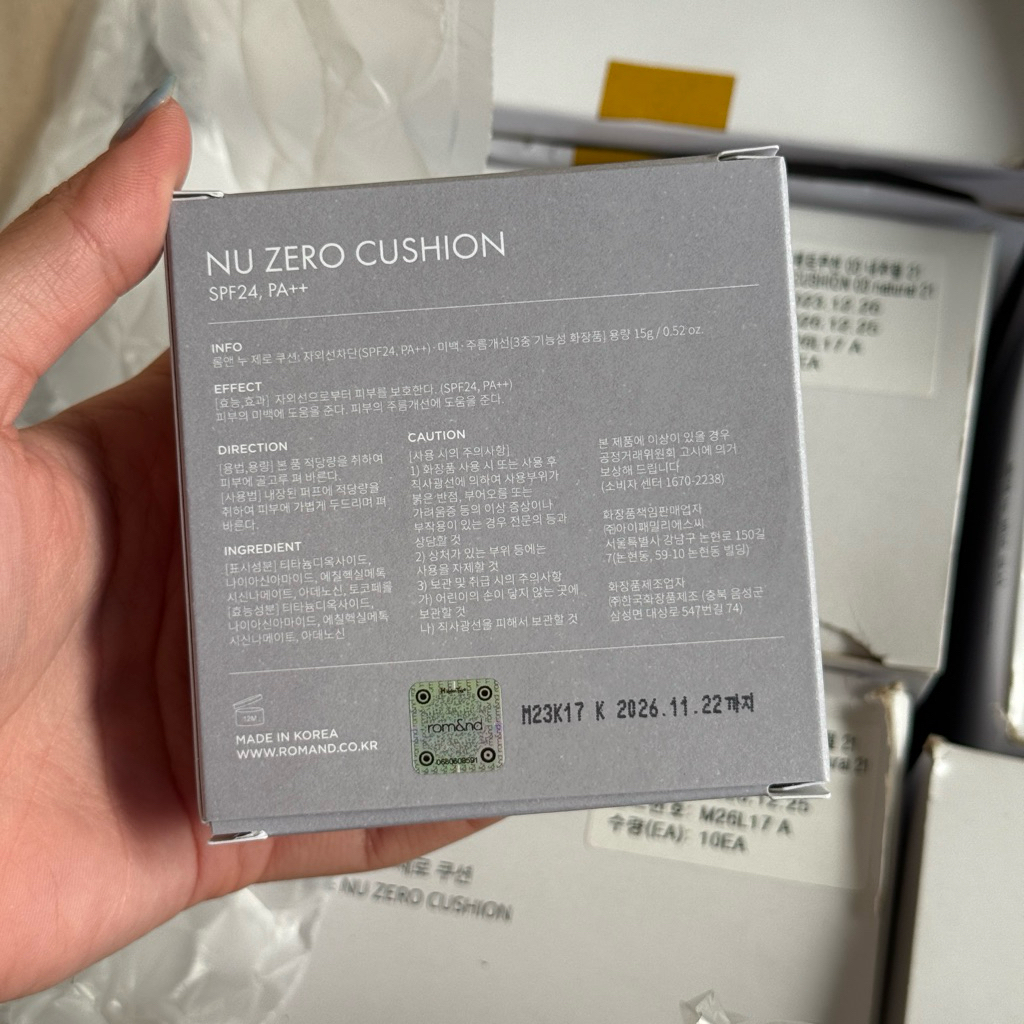 NU ZERO CUSHION
SPF24, PA++
INFO
롬앤 누 제로 쿠션: 자외선차단(SPF24, PA++)·미백·주름개선[3중 기능성 화장품] 용량 15g / 0.52 oz.
EFFECT
[효능,효과] 자외선으로부터 피부를 보호한다. (SPF24, PA++)
피부의 미백에 도움을 준다. 피부의 주름개선에 도움을 준다.
DIRECTION
[용법,용량] 본 품 적당량을 취하여
피부에 골고루 펴 바른다.
[사용법] 내장된 퍼프에 적당량을
취하여 피부에 가볍게 두드리며 펴
바른다.
INGREDIENT
[표시성분] 티타늄디옥사이드,
나이아신아마이드, 에칠헥실메톡
시신나메이트, 아데노신, 토코페롤
[효능성분] 티타늄디옥사이드,
나이아신아마이드, 에칠헥실메톡
시신나메이트, 아데노신
CAUTION
[사용 시의 주의사항]
1) 화장품 사용 시 또는 사용 후
직사광선에 의하여 사용부위가
붉은 반점, 부어오름 또는
가려움증 등의 이상 증상이나
부작용이 있는 경우 전문의 등과
상담할 것
2) 상처가 있는 부위 등에는
사용을 자제할 것
3) 보관 및 취급 시의 주의사항
가) 어린이의 손이 닿지 않는 곳에
보관할 것
나) 직사광선을 피해서 보관할 것
본 제품에 이상이 있을 경우
공정거래위원회 고시에 의거
보상해 드립니다
(소비자 센터 1670-2238)
화장품책임판매업자
㈜아이패밀리에스씨
서울특별시 강남구 논현로 150길
7(논현동, 59-10 논현동 빌딩)
화장품제조업자
㈜한국화장품제조 (충북 음성군
삼성면 대성로 547번길 74)
12M
MADE IN KOREA
WWW.ROMAND.CO.KR
rom&nd
M23K17 K 2026.11.22까지
CUSHION 03 natural 21
M26L17 A
수량(EA): 10EA
제로 쿠션
NU ZERO CUSHION